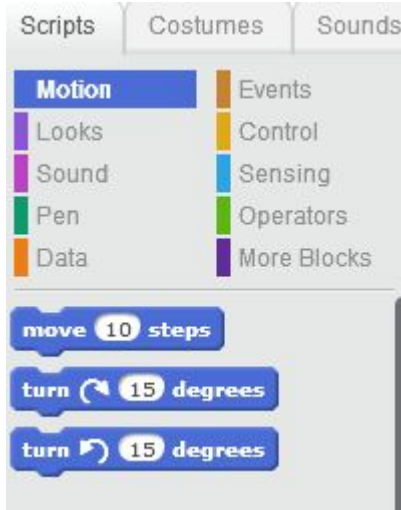 Scripts Costumes Sounds
Motion Events
Looks Control
Sound Sensing
Pen Operators
Data More Blocks
move 10 steps
turn 15 degrees
turn 15 degrees